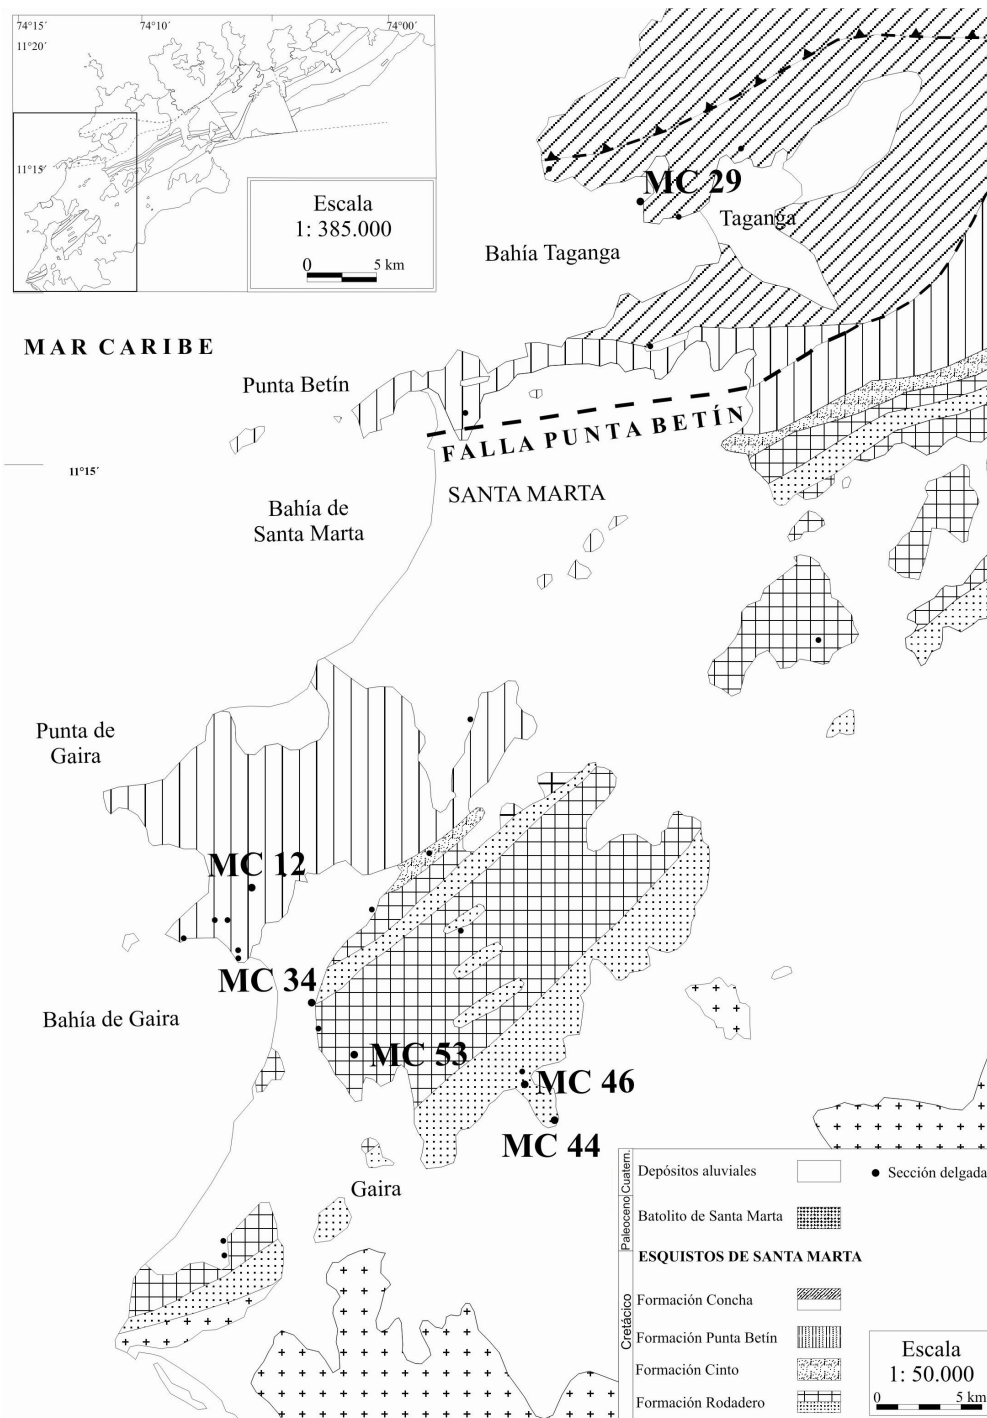 74°15´
74°10´
74°00´
11°20´
11°15´
Escala
1: 385.000
0
5 km
MC 29
Taganga
Bahía Taganga
MAR CARIBE
Punta Betín
FALLA PUNTA BETÍN
11°15´
SANTA MARTA
Bahía de
Santa Marta
Punta de
Gaira
MC 12
MC 34
Bahía de Gaira
MC 53
MC 46
MC 44
Gaira
Cuatern.
Depósitos aluviales
Sección delgada
Paleoceno
Batolito de Santa Marta
ESQUISTOS DE SANTA MARTA
Cretácico
Formación Concha
Formación Punta Betín
Formación Cinto
Formación Rodadero
Escala
1: 50.000
0
5 km